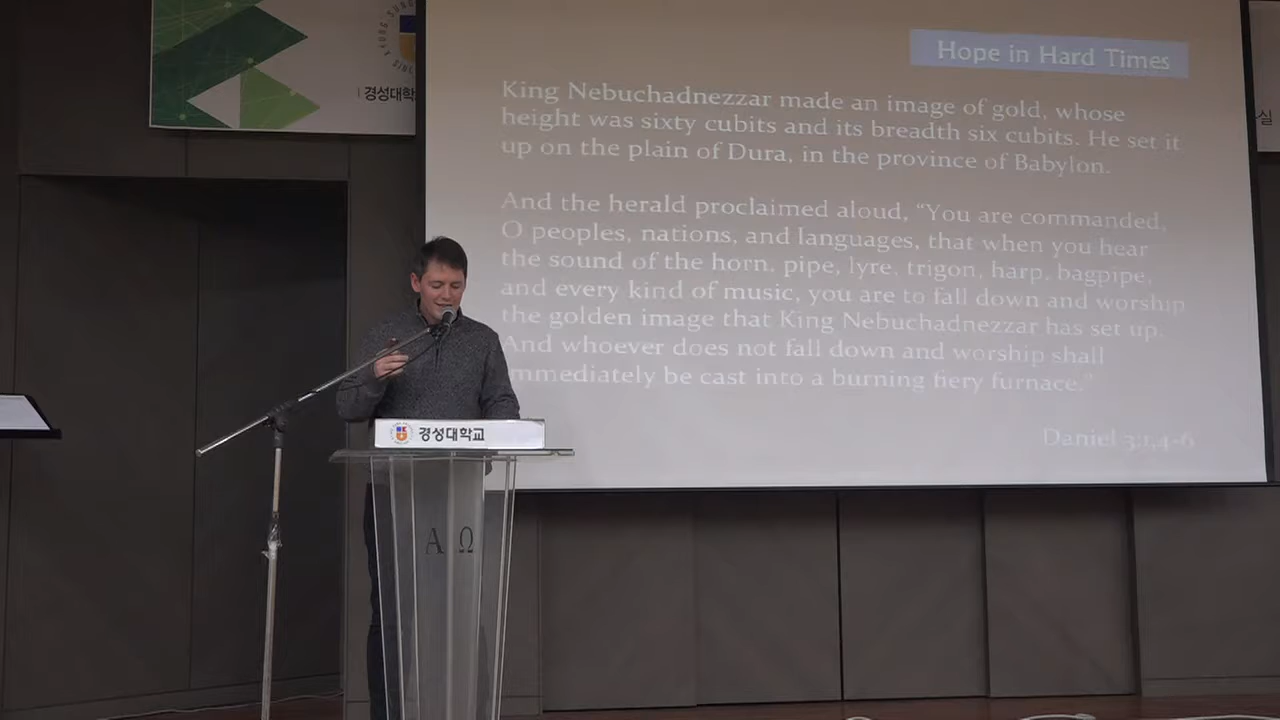 경성대학교
실
Hope in Hard Times
King Nebuchadnezzar made an image of gold, whose
height was sixty cubits and its breadth six cubits. He set it
up on the plain of Dura, in the province of Babylon.
And the herald proclaimed aloud, “You are commanded,
O peoples, nations, and languages, that when you hear
the sound of the horn, pipe, lyre, trigon, harp, bagpipe,
and every kind of music, you are to fall down and worship
the golden image that King Nebuchadnezzar has set up.
And whoever does not fall down and worship shall
immediately be cast into a burning fiery furnace.”
Daniel 3:1,4-6
경성대학교
Α Ω